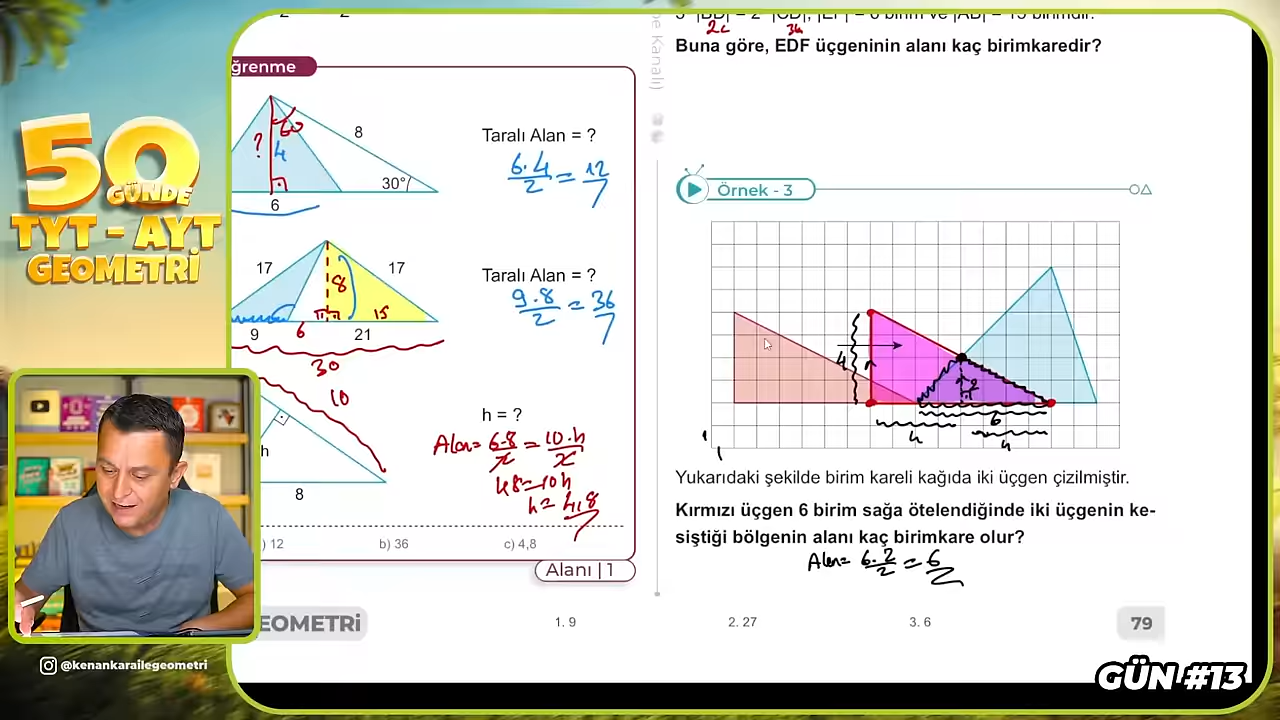 50
GÜNDE
TYT - AYT
GEOMETRİ
@kenankarailegeometri
ğrenme
?
60
4
8
30°
6
Taralı Alan = ?
6.4/2 = 12
17
17
8
15
9
6
21
30
Taralı Alan = ?
9.8/2 = 36
10
h
8
h = ?
Alan = 6.8/2 = 10.h/2
48=10h
h = 4,8
) 12
b) 36
c) 4,8
Alanı | 1
EOMETRİ
1. 9
2. 27
3. 6
79
2c
3c
Buna göre, EDF üçgeninin alanı kaç birimkaredir?
Örnek - 3
4
2
6
4
4
Yukarıdaki şekilde birim kareli kağıda iki üçgen çizilmiştir.
Kırmızı üçgen 6 birim sağa ötelendiğinde iki üçgenin ke-
siştiği bölgenin alanı kaç birimkare olur?
Alan = 6.2/2 = 6
GÜN #13